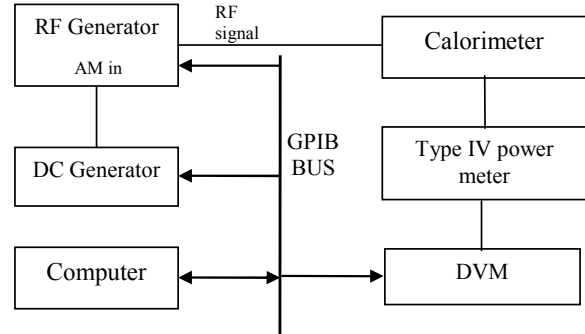 RF Generator
AM in
RF
signal
Calorimeter
GPIB
BUS
Type IV power
meter
DC Generator
Computer
DVM